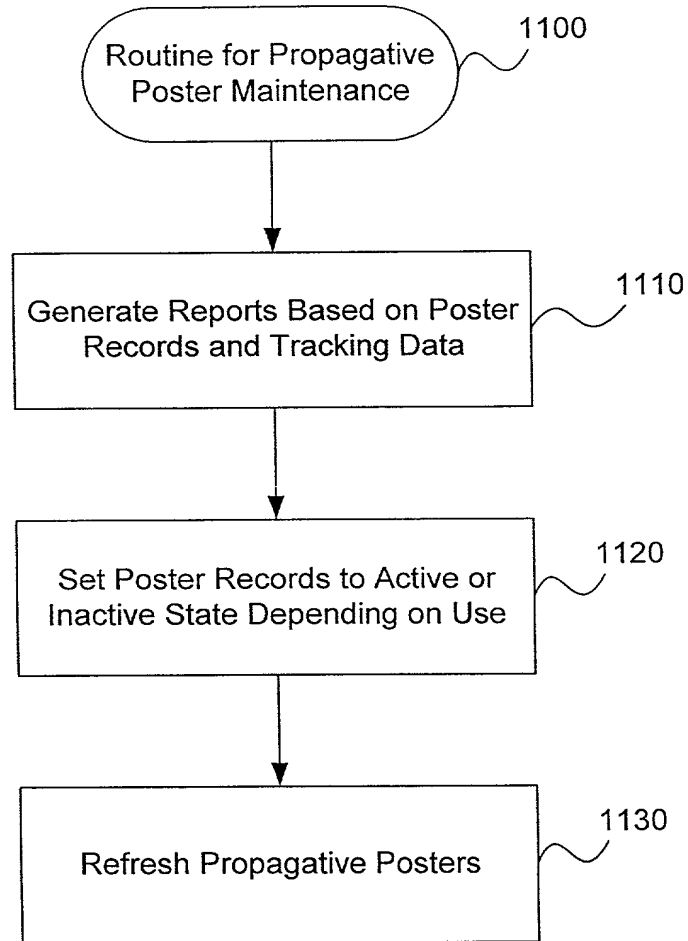 1100
Routine for Propagative
Poster Maintenance
1110
Generate Reports Based on Poster
Records and Tracking Data
1120
Set Poster Records to Active or
Inactive State Depending on Use
1130
Refresh Propagative Posters